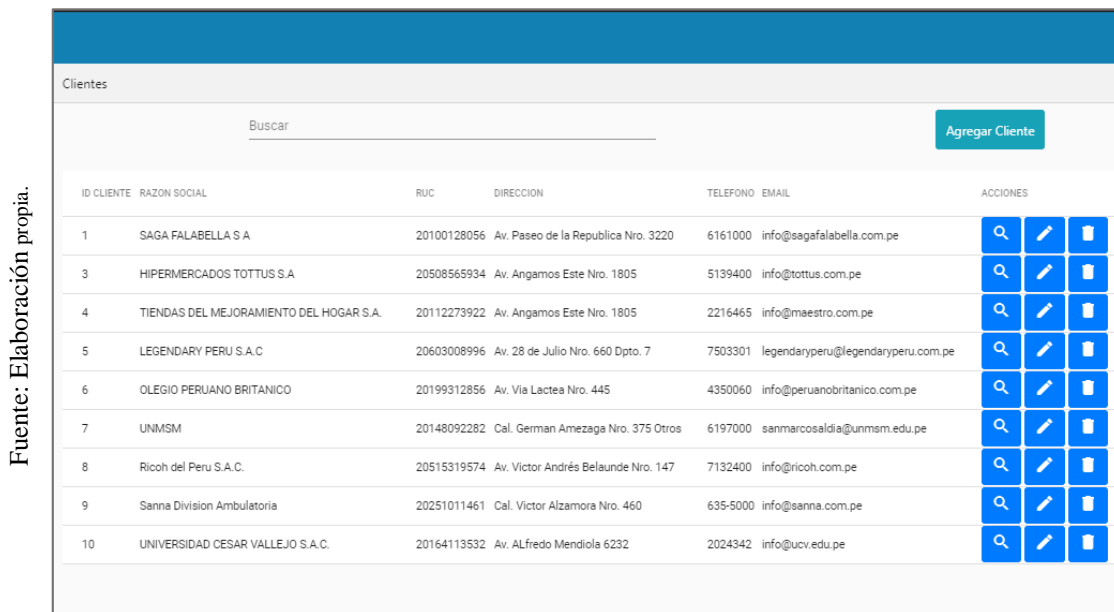 Clientes
Buscar
Agregar Cliente
ID CLIENTE RAZON SOCIAL RUC DIRECCION TELEFONO EMAIL ACCIONES
1 SAGA FALABELLA S A 20100128056 Av. Paseo de la Republica Nro. 3220 6161000 info@sagafalabella.com.pe
3 HIPERMERCADOS TOTTUS S.A 20508565934 Av. Angamos Este Nro. 1805 5139400 info@tottus.com.pe
4 TIENDAS DEL MEJORAMIENTO DEL HOGAR S.A. 20112273922 Av. Angamos Este Nro. 1805 2216465 info@maestro.com.pe
5 LEGENDARY PERU S.A.C 20603008996 Av. 28 de Julio Nro. 660 Dpto. 7 7503301 legendaryperu@legendaryperu.com.pe
6 OLEGIO PERUANO BRITANICO 20199312856 Av. Via Lactea Nro. 445 4350060 info@peruanobritanico.com.pe
7 UNMSM 20148092282 Cal. German Amezaga Nro. 375 Otros 6197000 sanmarcosaldia@unmsm.edu.pe
8 Ricoh del Peru S.A.C. 20515319574 Av. Victor Andrés Belaunde Nro. 147 7132400 info@ricoh.com.pe
9 Sanna Division Ambulatoria 20251011461 Cal. Victor Alzamora Nro. 460 635-5000 info@sanna.com.pe
10 UNIVERSIDAD CESAR VALLEJO S.A.C. 20164113532 Av. ALfredo Mendiola 6232 2024342 info@ucv.edu.pe
Fuente: Elaboración propia.